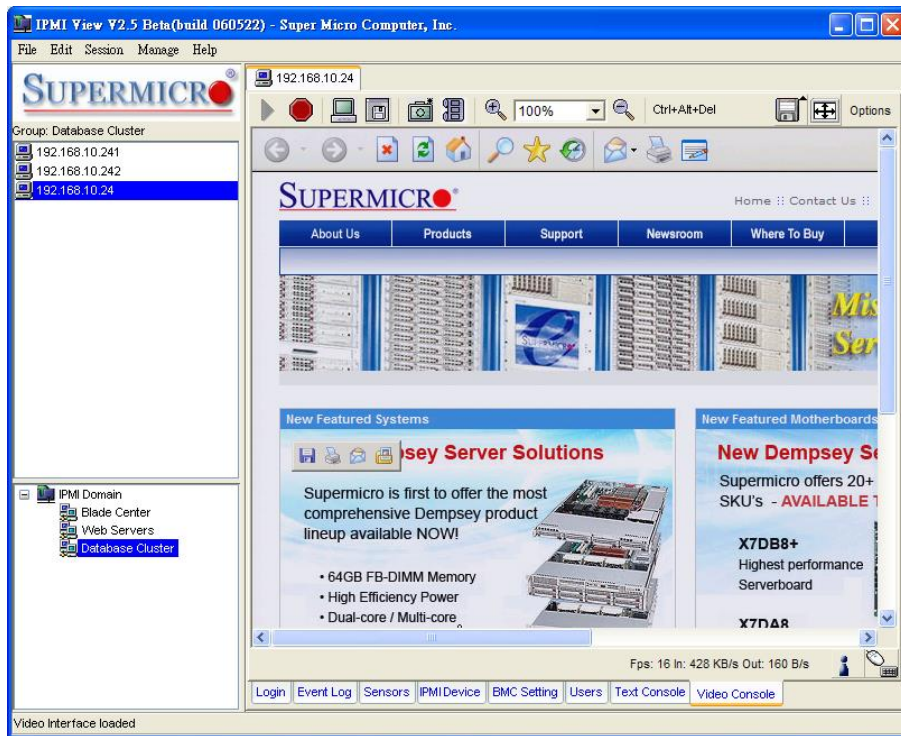 IPMI View V2.5 Beta(build 060522) - Super Micro Computer, Inc.
File Edit Session Manage Help
SUPERMICRO®
Group: Database Cluster
192.168.10.241
192.168.10.242
192.168.10.24
IPMI Domain
Blade Center
Web Servers
Database Cluster
192.168.10.24
100% Ctrl+Alt+Del Options
SUPERMICRO®
Home :: Contact Us ::
About Us Products Support Newsroom Where To Buy
Mis
Ser
New Featured Systems
sey Server Solutions
Supermicro is first to offer the most
comprehensive Dempsey product
lineup available NOW!
• 64GB FB-DIMM Memory
• High Efficiency Power
• Dual-core / Multi-core
New Featured Motherboards
New Dempsey Se
Supermicro offers 20+
SKU's - AVAILABLE T
X7DB8+
Highest performance
Serverboard
X7DA8
Fps: 16 In: 428 KB/s Out: 160 B/s
Login Event Log Sensors IPMI Device BMC Setting Users Text Console Video Console
Video Interface loaded